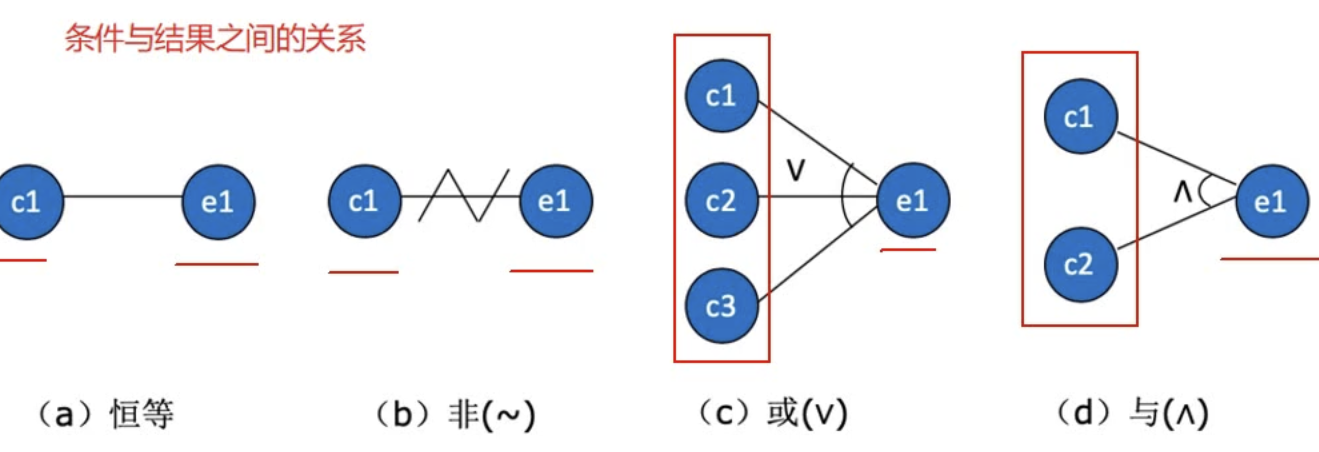 条件与结果之间的关系
c1
e1
c1
e1
c1
c2
c3
V
e1
c1
c2
Λ
e1
（a）恒等
（b）非(~)
（c）或(v)
（d）与(Λ)